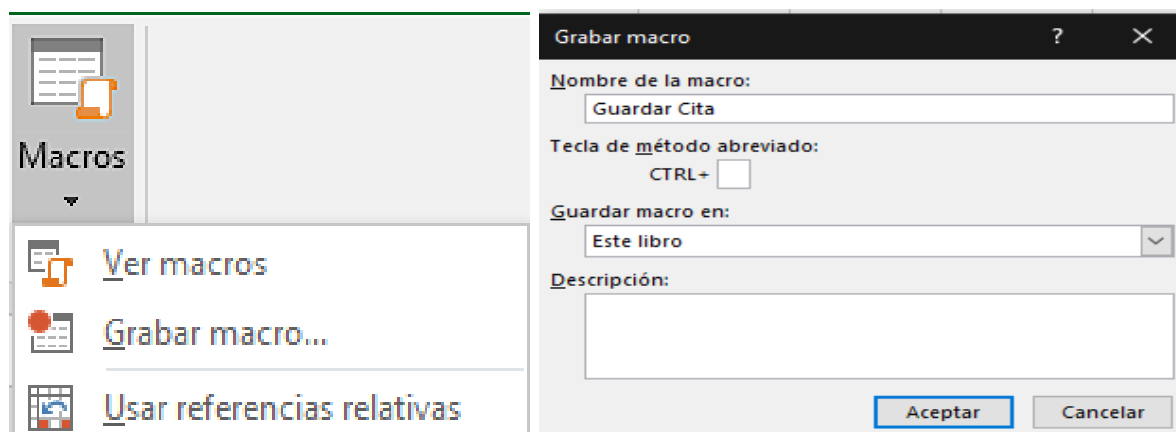 Macros
Ver macros
Grabar macro...
Usar referencias relativas
Grabar macro ? ×
Nombre de la macro:
Guardar Cita
Tecla de método abreviado:
CTRL+
Guardar macro en:
Este libro
Descripción:
Aceptar Cancelar